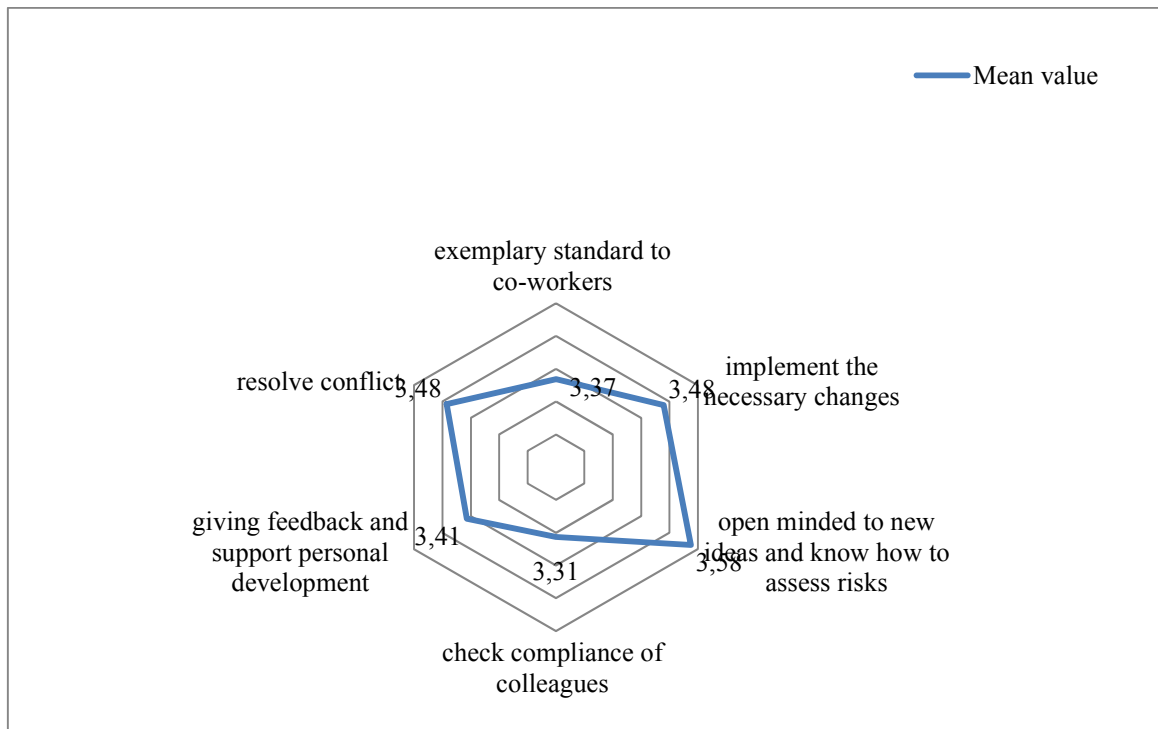 Mean value
exemplary standard to
co-workers
3,37
implement the
necessary changes
3,48
open minded to new
ideas and know how to
assess risks
3,58
check compliance of
colleagues
3,31
giving feedback and
support personal
development
3,41
resolve conflict
3,48